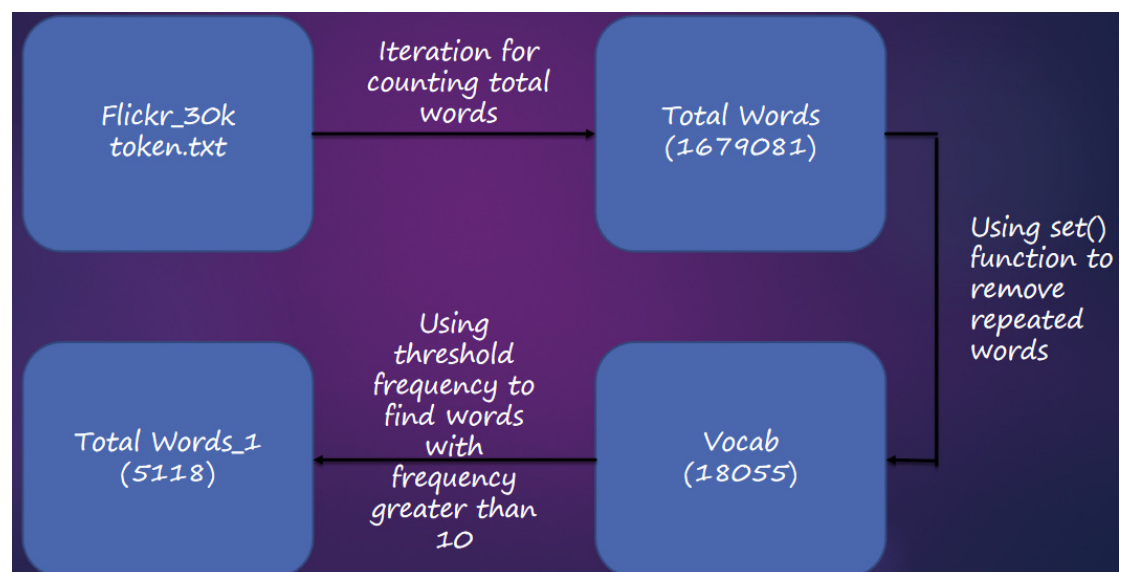 Flickr_30k
token.txt
Iteration for
counting total
words
Total Words
(1679081)
Using set()
function to
remove
repeated
words
Vocab
(18055)
Using
threshold
frequency to
find words
with
frequency
greater than
10
Total Words_1
(5118)